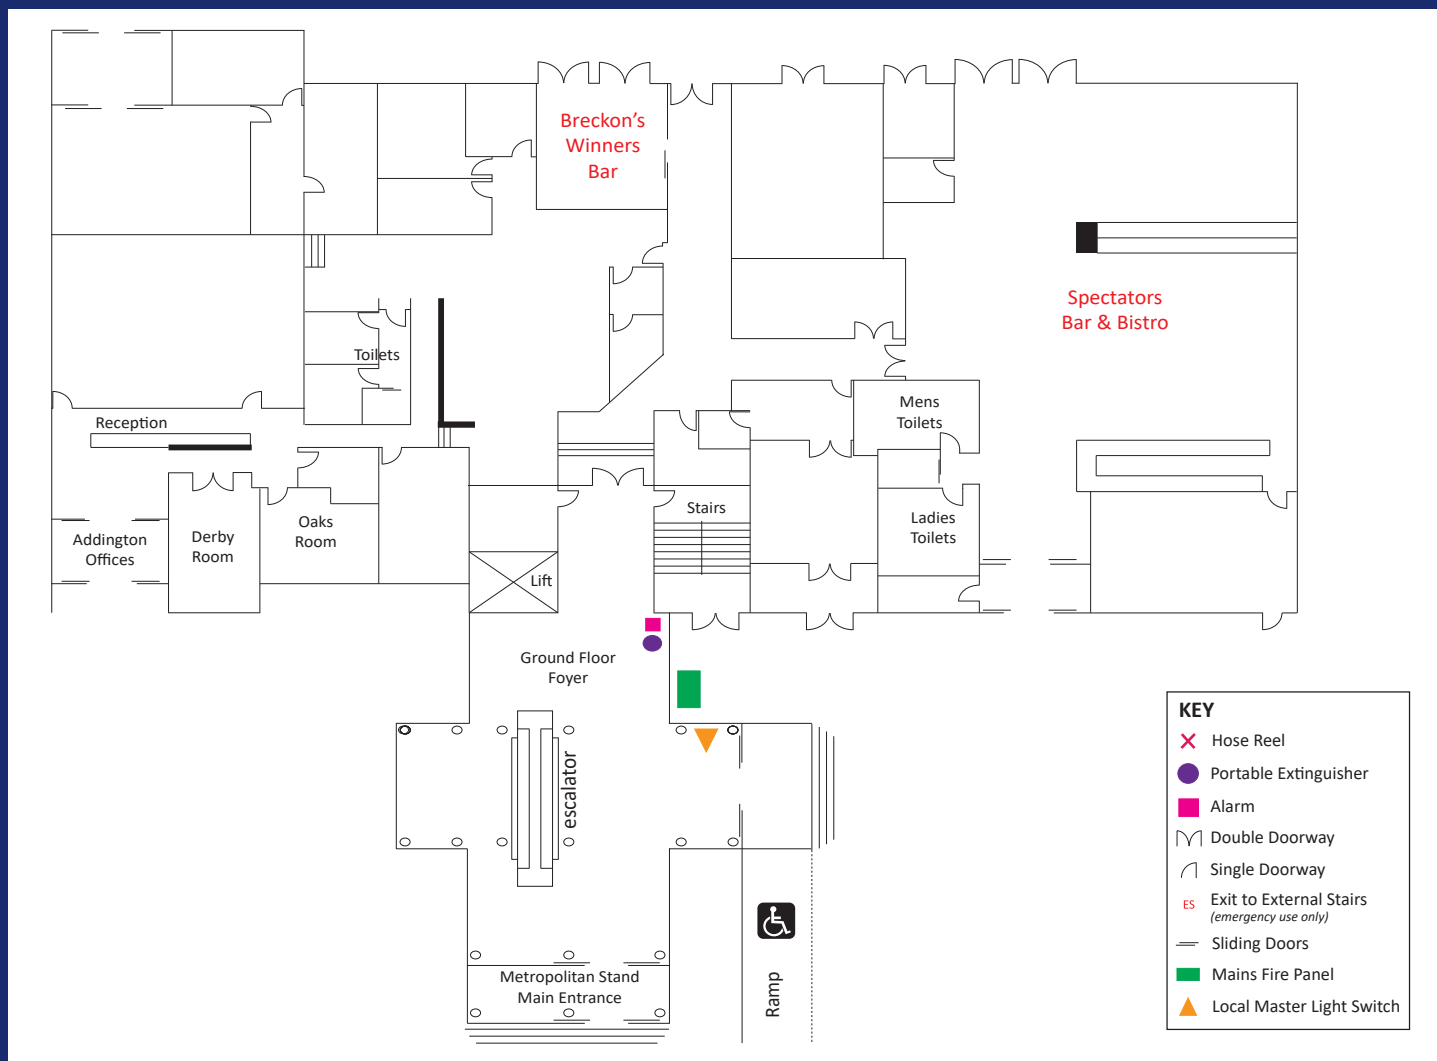 Breckon's
Winners
Bar
Spectators
Bar & Bistro
Toilets
Reception
Mens
Toilets
Addington
Offices
Derby
Room
Oaks
Room
Stairs
Ladies
Toilets
Lift
Ground Floor
Foyer
escalator
Metropolitan Stand
Main Entrance
Ramp
KEY
Hose Reel
Portable Extinguisher
Alarm
Double Doorway
Single Doorway
ES Exit to External Stairs
(emergency use only)
Sliding Doors
Mains Fire Panel
Local Master Light Switch